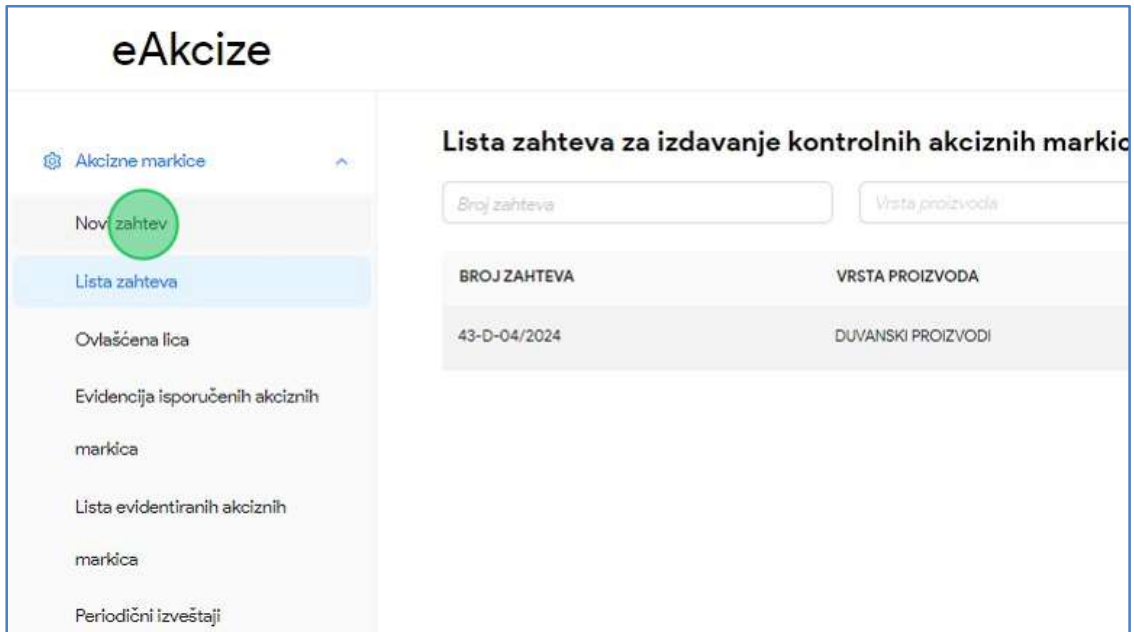 eAkcize
Akcizne markice
Novi zahtev
Lista zahteva
Ovlašćena lica
Evidencija isporučenih akciznih
markica
Lista evidentiranih akciznih
markica
Periodični izveštaji
Lista zahteva za izdavanje kontrolnih akciznih markic
Broj zahteva
Vrsta proizvoda
BROJ ZAHTEVA VRSTA PROIZVODA
43-D-04/2024 DUVANSKI PROIZVODI